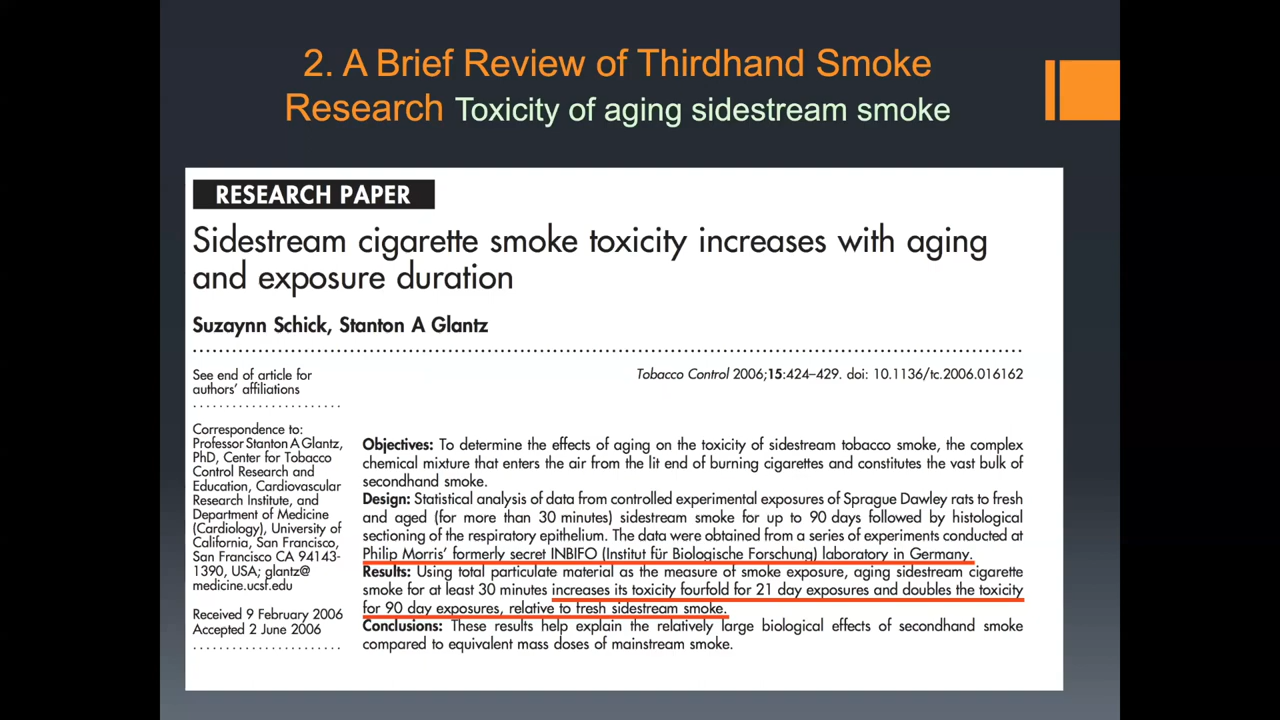 2. A Brief Review of Thirdhand Smoke
Research Toxicity of aging sidestream smoke
RESEARCH PAPER
Sidestream cigarette smoke toxicity increases with aging
and exposure duration
Suzaynn Schick, Stanton A Glantz
See end of article for
authors' affiliations
Tobacco Control 2006;15:424–429. doi: 10.1136/tc.2006.016162
Correspondence to:
Professor Stanton A Glantz,
PhD, Center for Tobacco
Control Research and
Education, Cardiovascular
Research Institute, and
Department of Medicine
(Cardiology), University of
California, San Francisco,
San Francisco CA 94143-
1390, USA; glantz@
medicine.ucsf.edu
Received 9 February 2006
Accepted 2 June 2006
Objectives: To determine the effects of aging on the toxicity of sidestream tobacco smoke, the complex
chemical mixture that enters the air from the lit end of burning cigarettes and constitutes the vast bulk of
secondhand smoke.
Design: Statistical analysis of data from controlled experimental exposures of Sprague Dawley rats to fresh
and aged (for more than 30 minutes) sidestream smoke for up to 90 days followed by histological
sectioning of the respiratory epithelium. The data were obtained from a series of experiments conducted at
Philip Morris' formerly secret INBIFO (Institut für Biologische Forschung) laboratory in Germany.
Results: Using total particulate material as the measure of smoke exposure, aging sidestream cigarette
smoke for at least 30 minutes increases its toxicity fourfold for 21 day exposures and doubles the toxicity
for 90 day exposures, relative to fresh sidestream smoke.
Conclusions: These results help explain the relatively large biological effects of secondhand smoke
compared to equivalent mass doses of mainstream smoke.